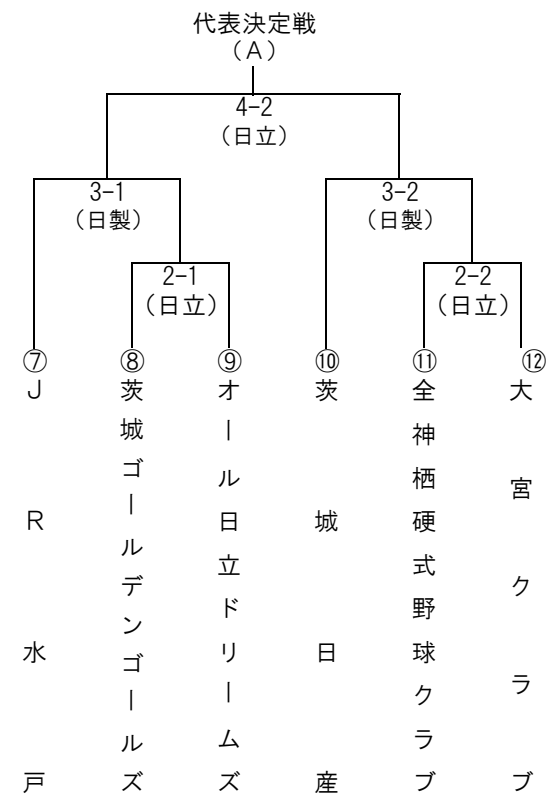 代表決定戦
（A）
4-2
（日立）
3-1
（日製）
3-2
（日製）
2-1
（日立）
2-2
（日立）
⑦
JR水戸
⑧
茨城ゴールデンゴールズ
⑨
オール日立ドリームズ
⑩
茨城日産
⑪
全神栖硬式野球クラブ
⑫
大宮クラブ